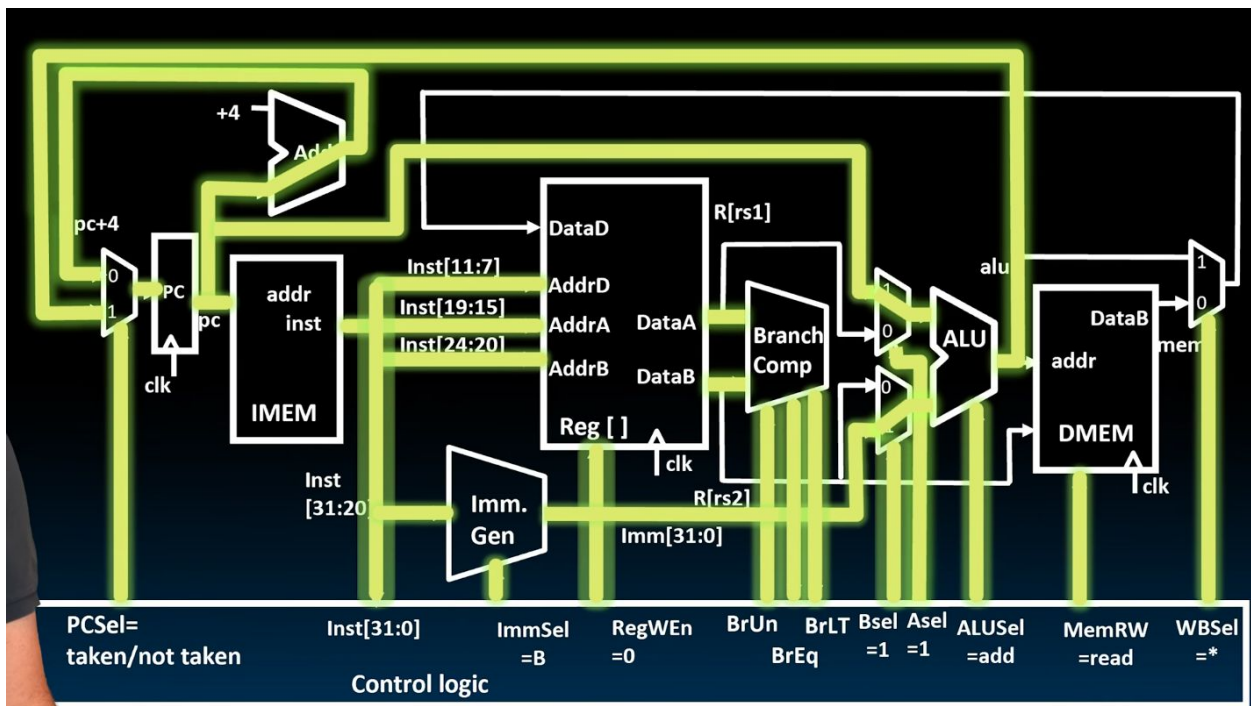 +4
Add
pc+4
0
1
PC
clk
pc
addr
inst
IMEM
Inst[11:7]
Inst[19:15]
Inst[24:20]
DataD
AddrD
AddrA
AddrB
DataA
DataB
Reg [ ]
clk
R[rs1]
Branch
Comp
1
0
0
1
ALU
alu
addr
DataB
DMEM
clk
mem
1
0
Inst
[31:20]
Imm.
Gen
R[rs2]
Imm[31:0]
PCSel=
taken/not taken
Inst[31:0]
ImmSel
=B
RegWEn
=0
BrUn
BrEq
BrLT
Bsel
=1
Asel
=1
ALUSel
=add
MemRW
=read
WBSel
=*
Control logic